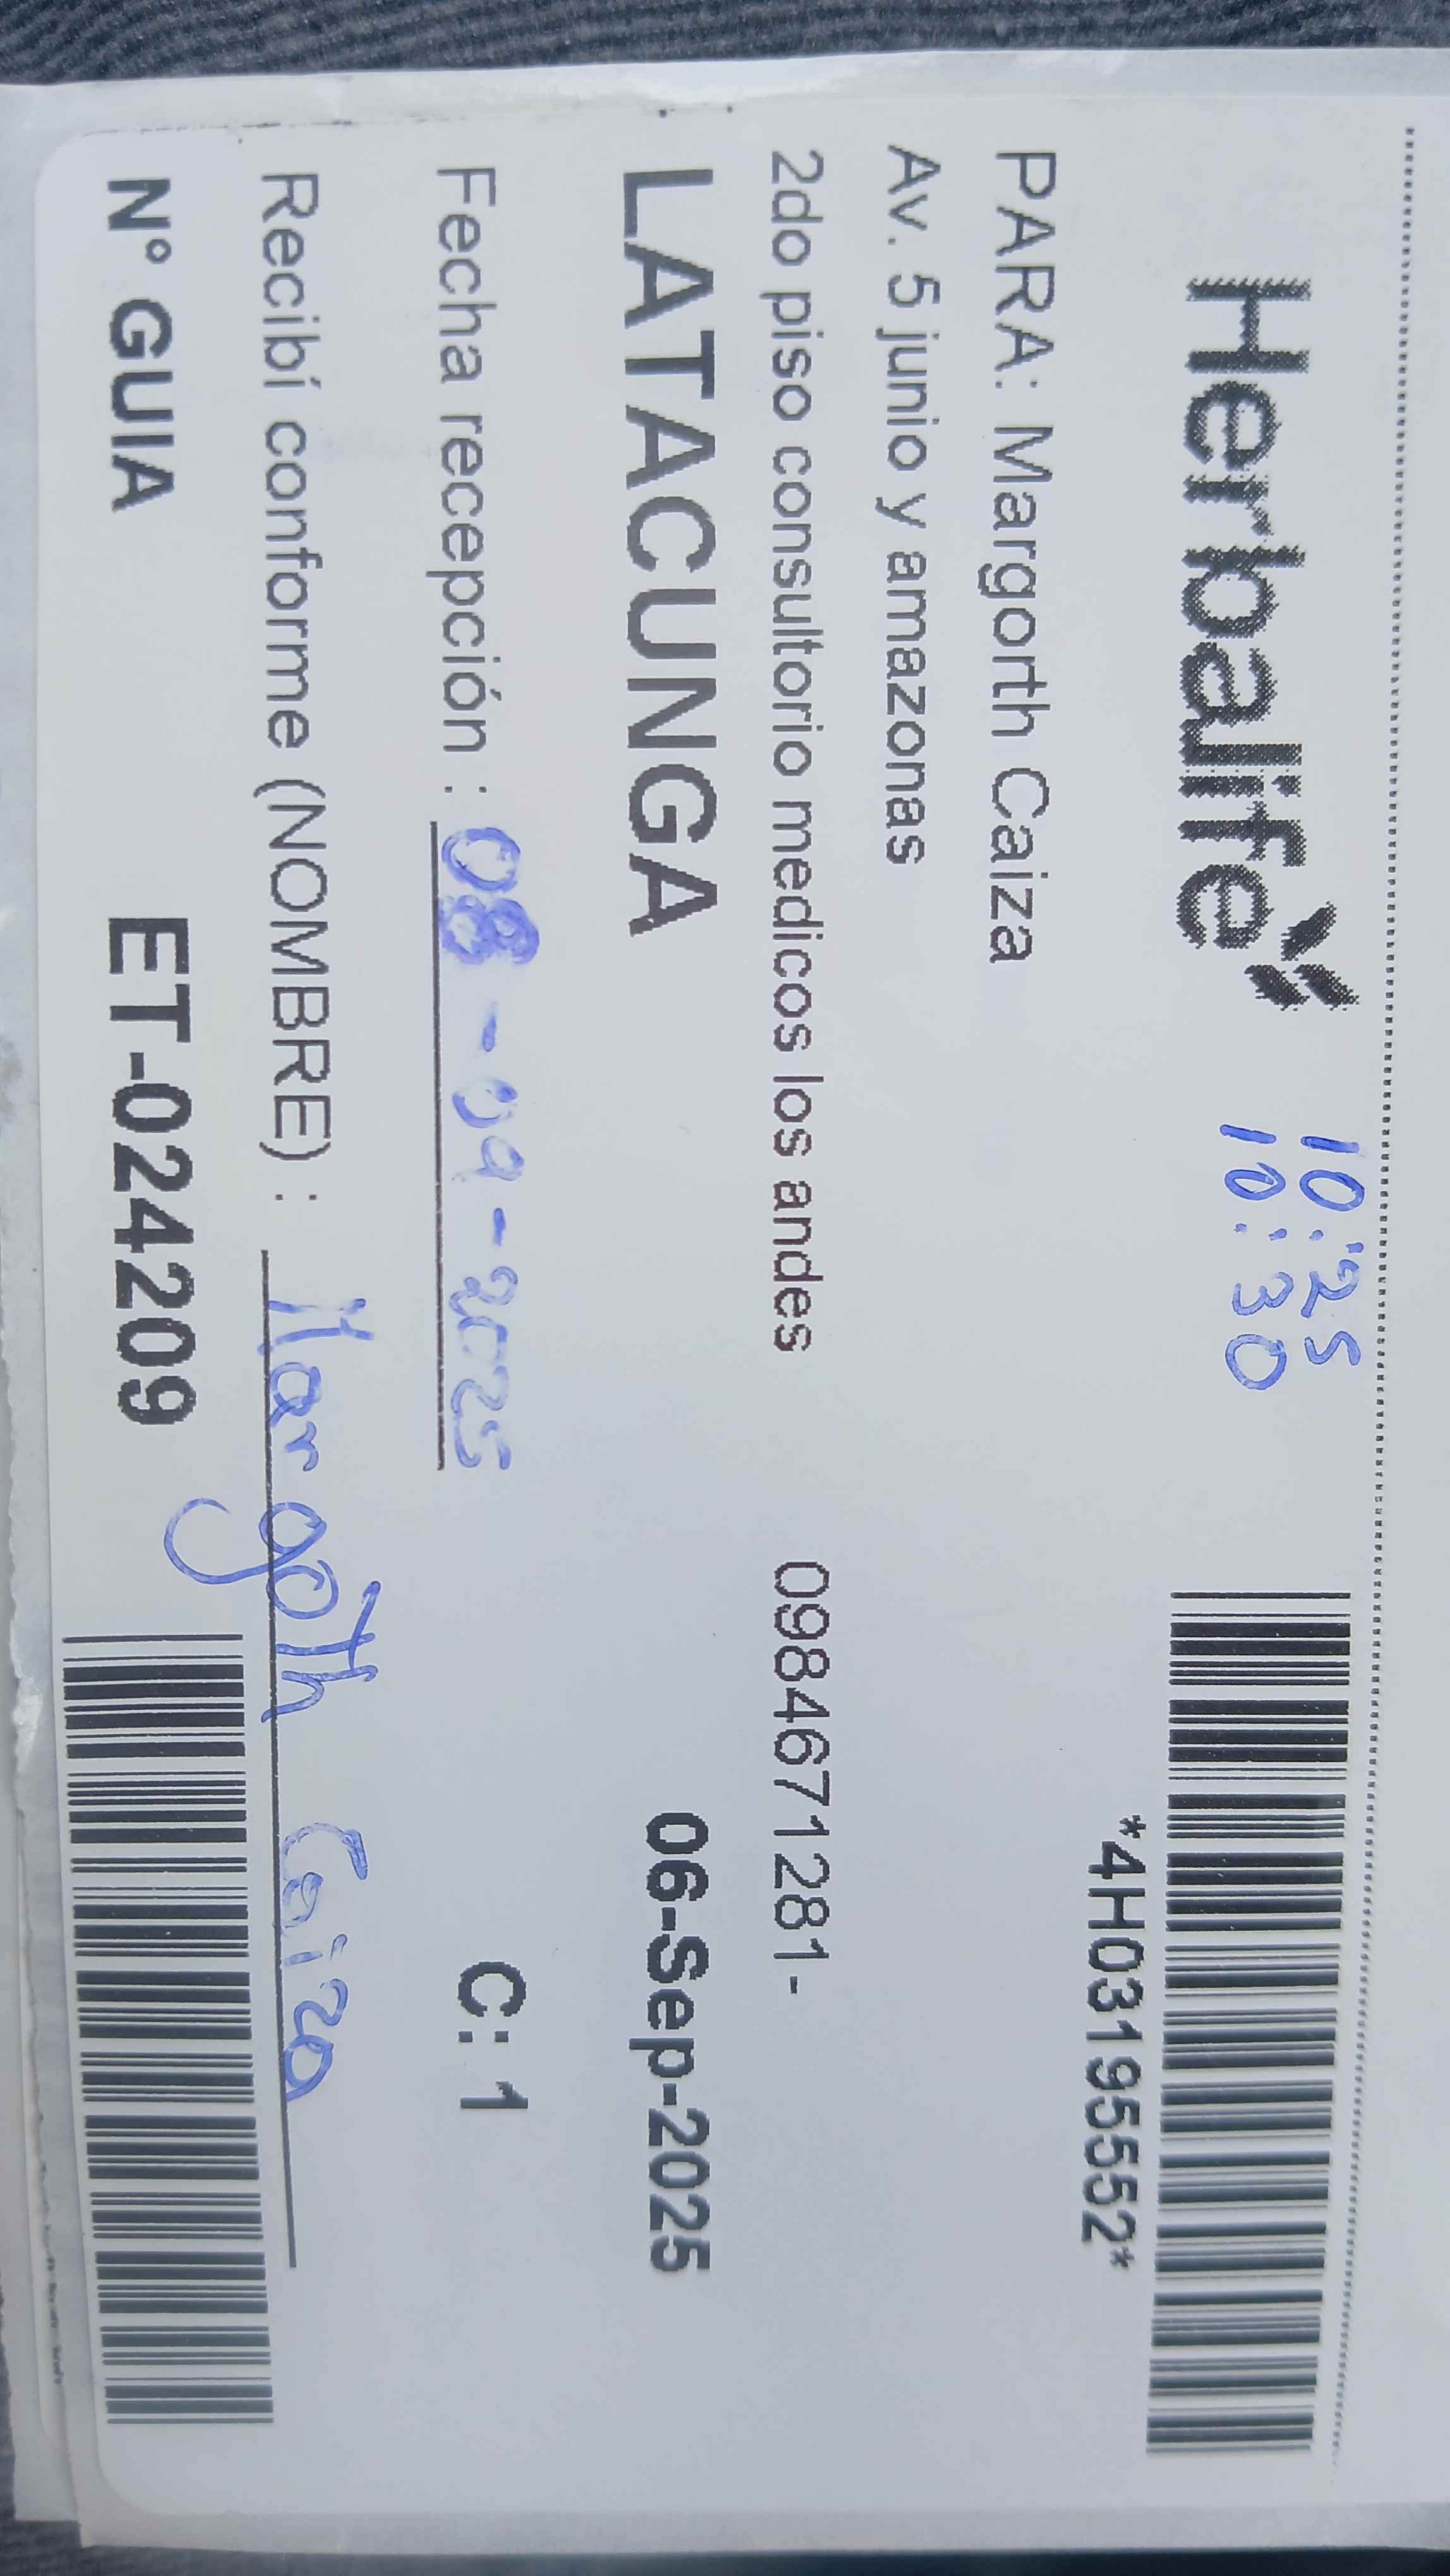 Herbalife
10:25
10:30
*4H03195552*
PARA: Margorth Caiza
Av. 5 junio y amazonas
2do piso consultorio medicos los andes 0984671281-
LATACUNGA 06-Sep-2025
Fecha recepción : 08-09-2025 C: 1
Recibí conforme (NOMBRE) : Margoth Caiza
N° GUIA ET-024209